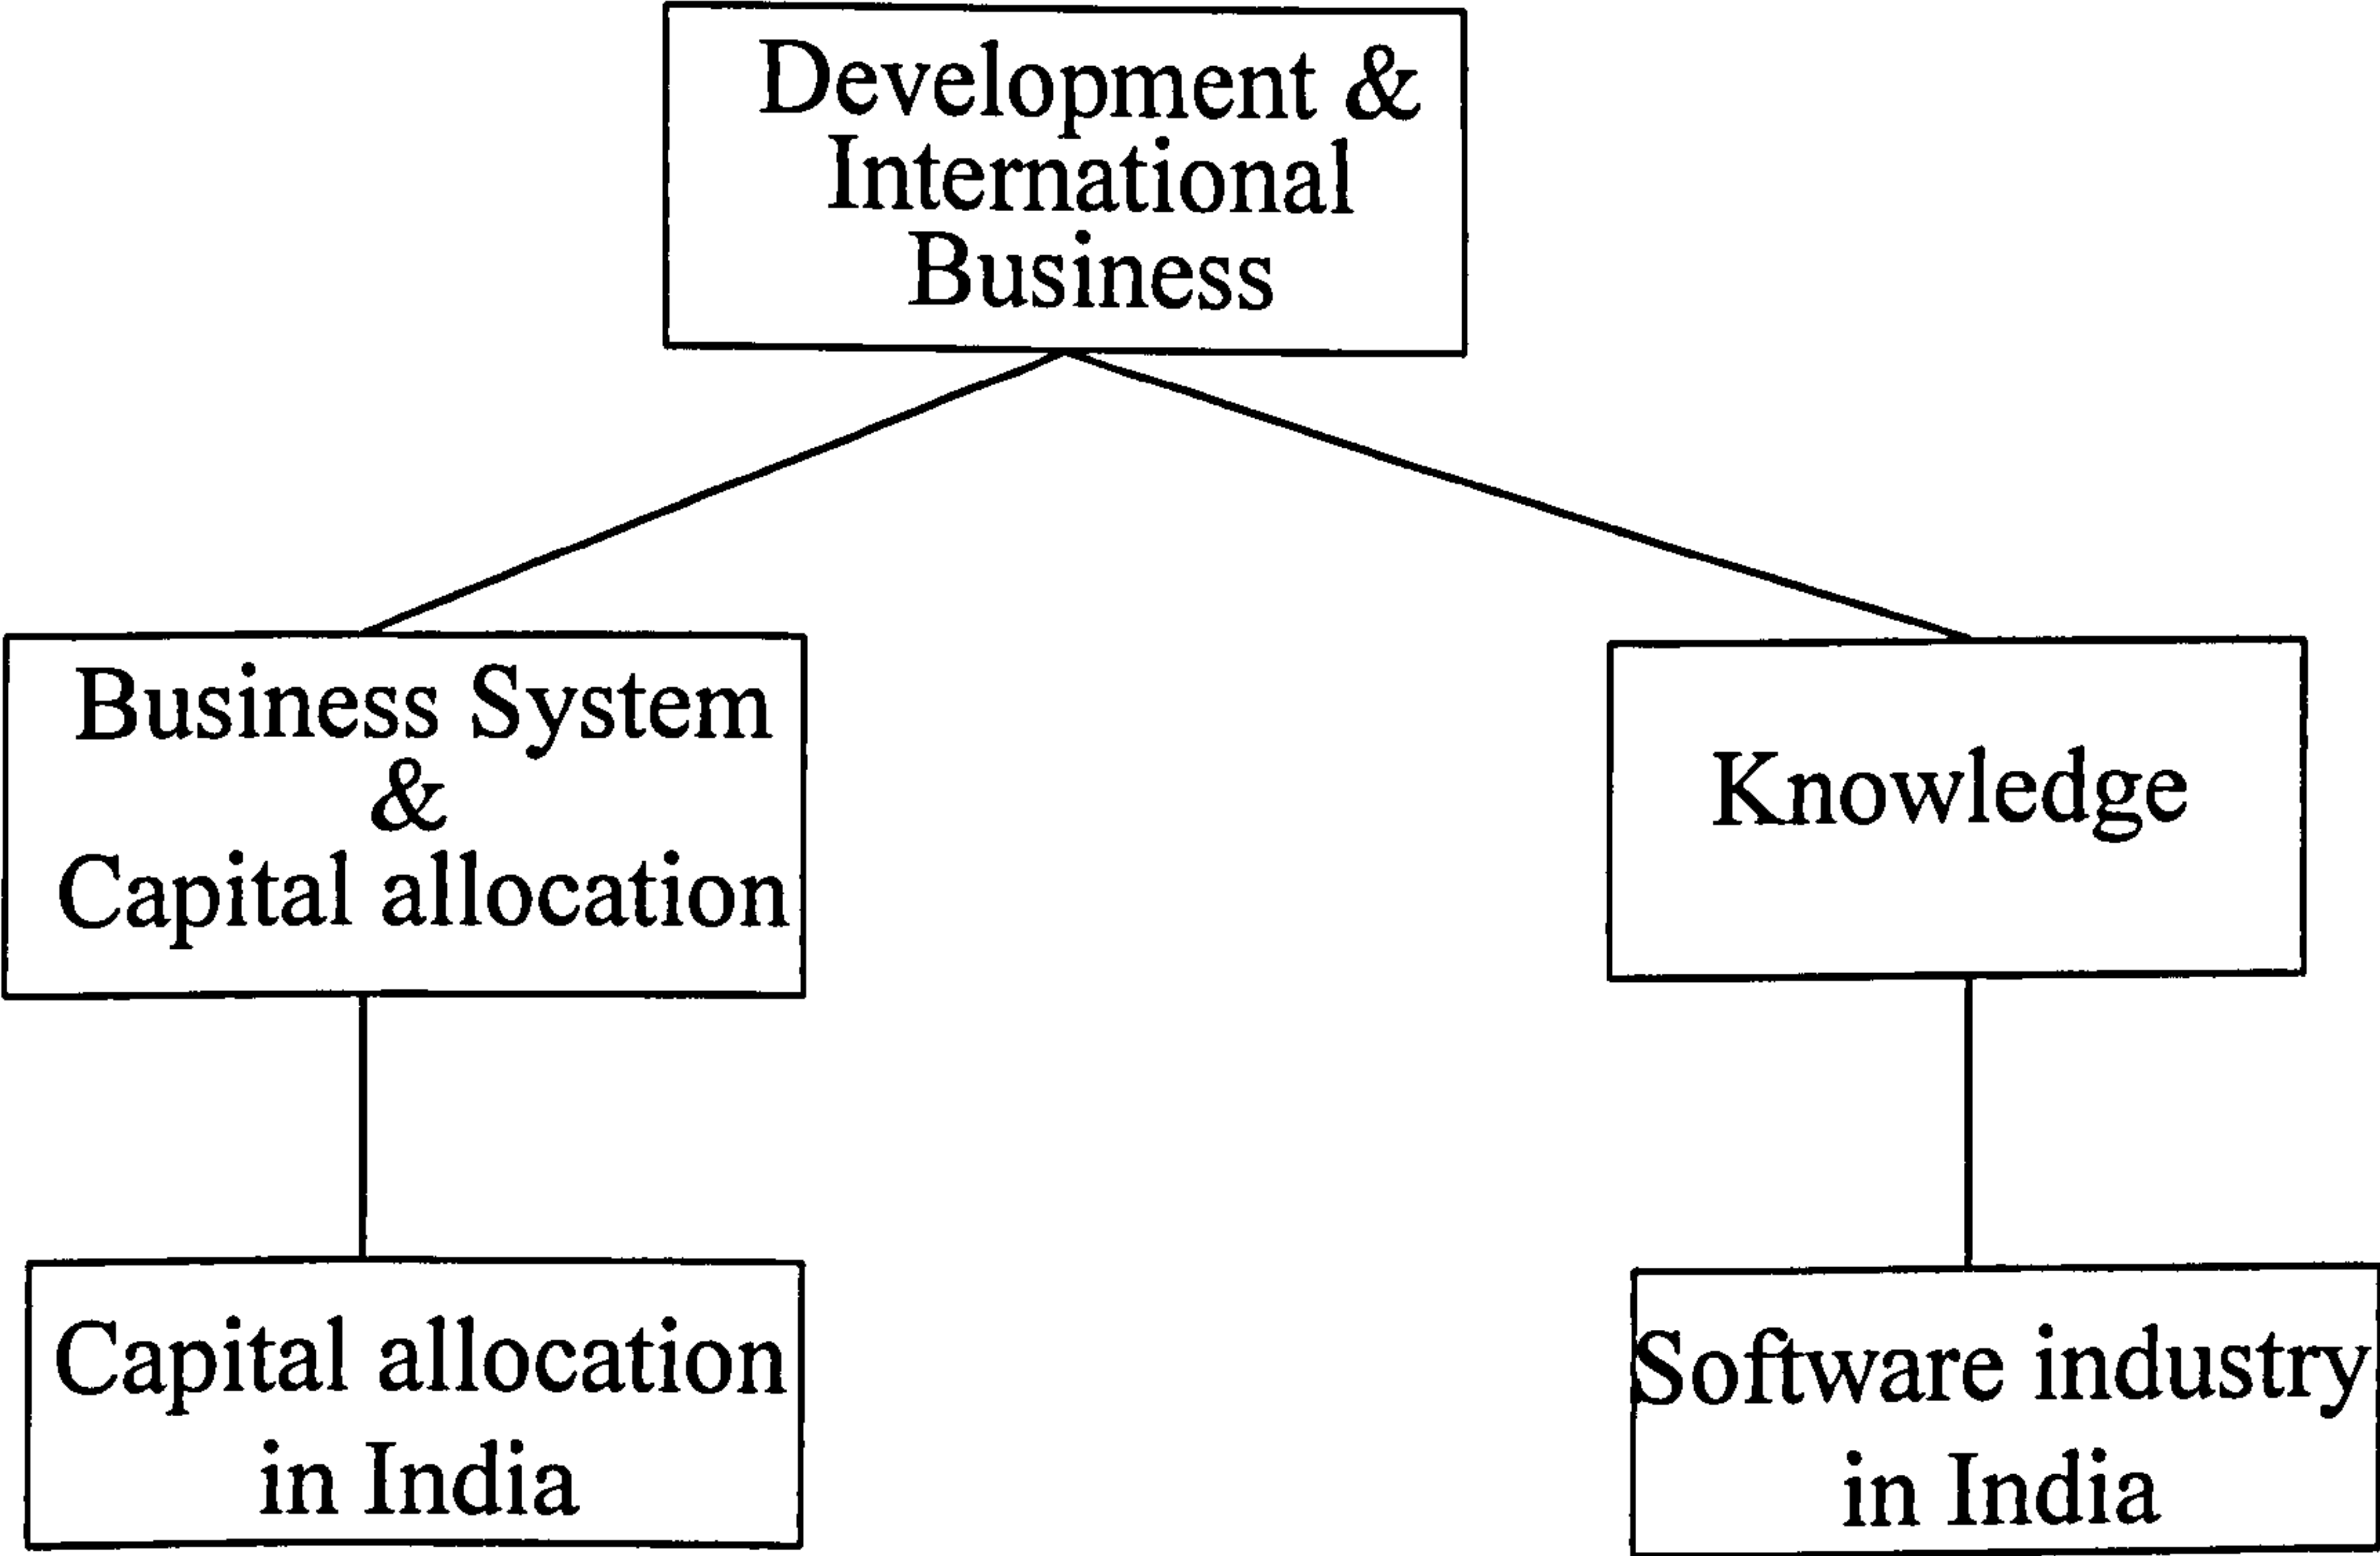 Development &
International
Business
Business System
&
Capital allocation
Knowledge
Capital allocation
in India
Software industry
in India